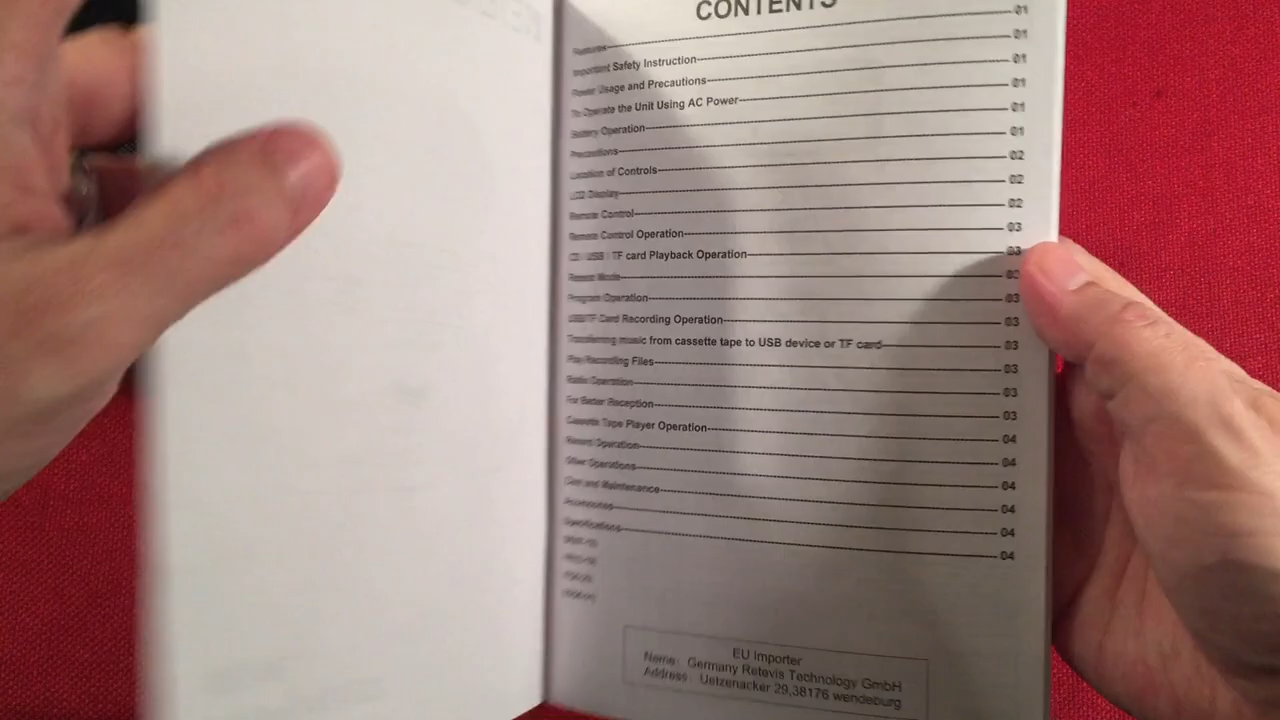 CONTENTS
Features 01
Important Safety Instruction 01
Power Usage and Precautions 01
To Operate the Unit Using AC Power 01
Battery Operation 01
Precautions 01
Location of Controls 02
LCD Display 02
Remote Control 02
Remote Control Operation 03
CD / USB / TF card Playback Operation 03
Repeat Mode 03
Program Operation 03
USB/TF Card Recording Operation 03
Transferring music from cassette tape to USB device or TF card 03
Play Recording Files 03
Radio Operation 03
For Better Reception 03
Cassette Tape Player Operation 04
Record Operation 04
Other Operations 04
Care and Maintenance 04
Accessories 04
Specifications 04
EU Importer
Name: Germany Retevis Technology GmbH
Address: Uetzenacker 29,38176 wendeburg